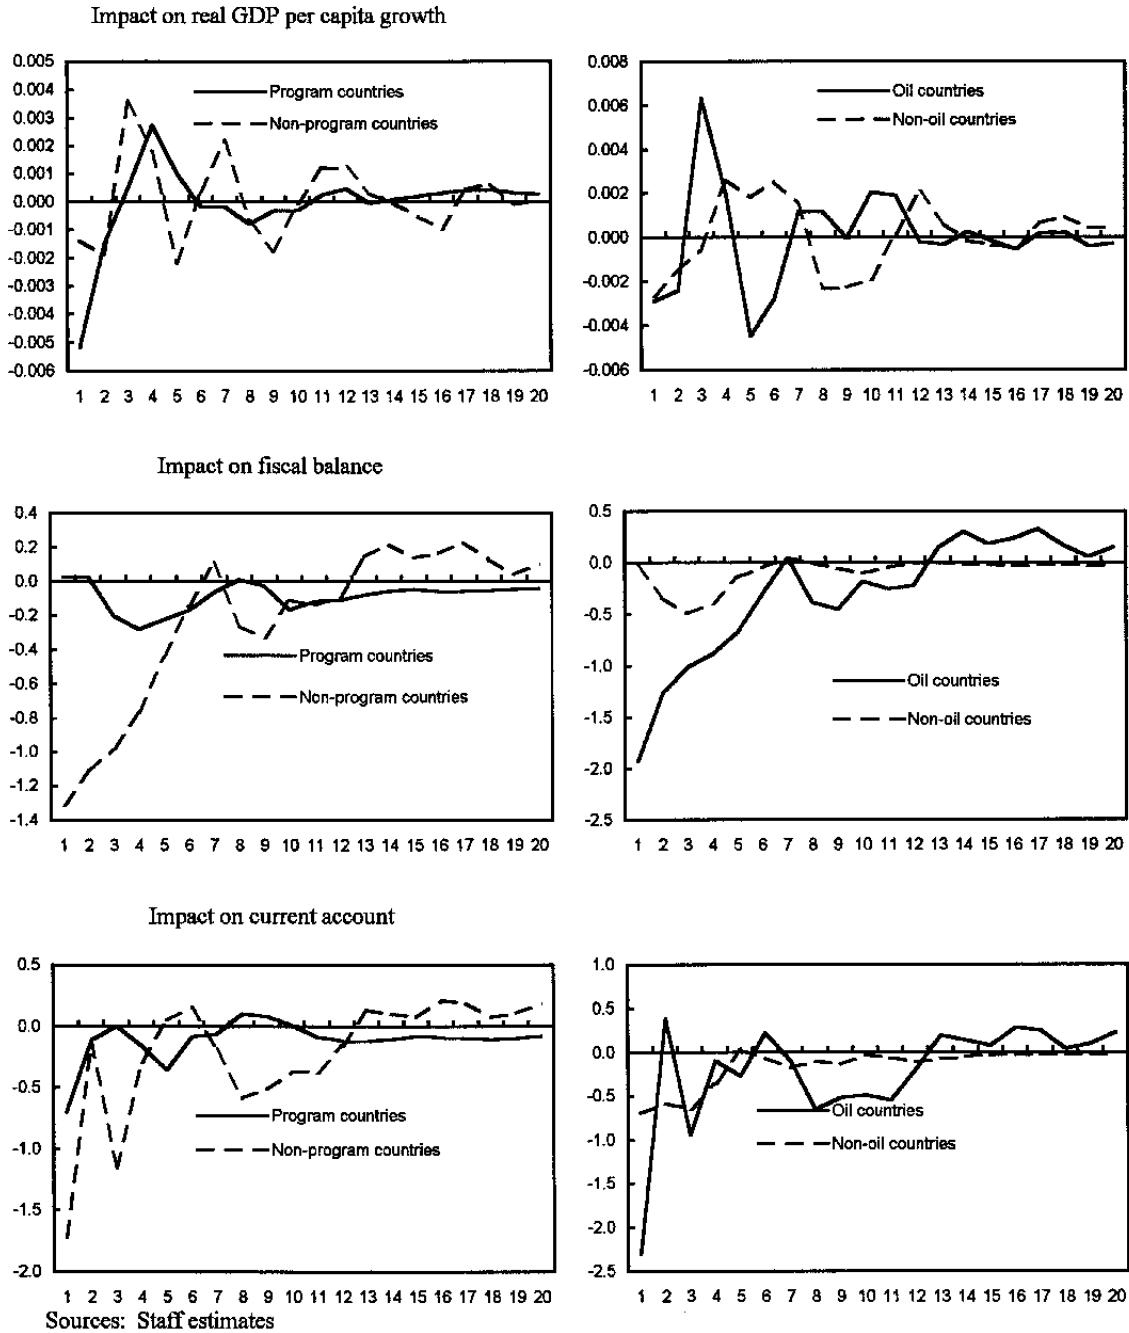 Impact on real GDP per capita growth
0.005
0.004
0.003
0.002
0.001
0.000
-0.001
-0.002
-0.003
-0.004
-0.005
-0.006
Program countries
Non-program countries
1 2 3 4 5 6 7 8 9 10 11 12 13 14 15 16 17 18 19 20
0.008
0.006
0.004
0.002
0.000
-0.002
-0.004
-0.006
Oil countries
Non-oil countries
1 2 3 4 5 6 7 8 9 10 11 12 13 14 15 16 17 18 19 20
Impact on fiscal balance
0.4
0.2
0.0
-0.2
-0.4
-0.6
-0.8
-1.0
-1.2
-1.4
Program countries
Non-program countries
1 2 3 4 5 6 7 8 9 10 11 12 13 14 15 16 17 18 19 20
0.5
0.0
-0.5
-1.0
-1.5
-2.0
-2.5
Oil countries
Non-oil countries
1 2 3 4 5 6 7 8 9 10 11 12 13 14 15 16 17 18 19 20
Impact on current account
0.5
0.0
-0.5
-1.0
-1.5
-2.0
Program countries
Non-program countries
1 2 3 4 5 6 7 8 9 10 11 12 13 14 15 16 17 18 19 20
1.0
0.5
0.0
-0.5
-1.0
-1.5
-2.0
-2.5
Oil countries
Non-oil countries
1 2 3 4 5 6 7 8 9 10 11 12 13 14 15 16 17 18 19 20
Sources: Staff estimates